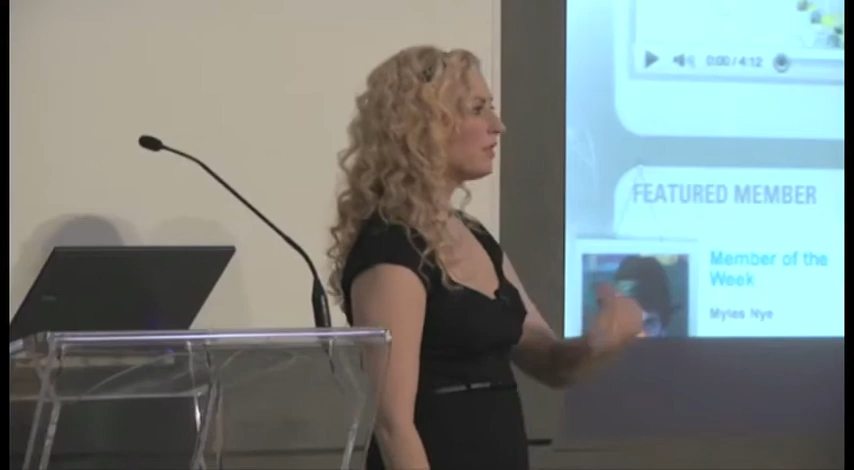 0:00 / 4:12
FEATURED MEMBER
Member of the
Week
Myles Nye